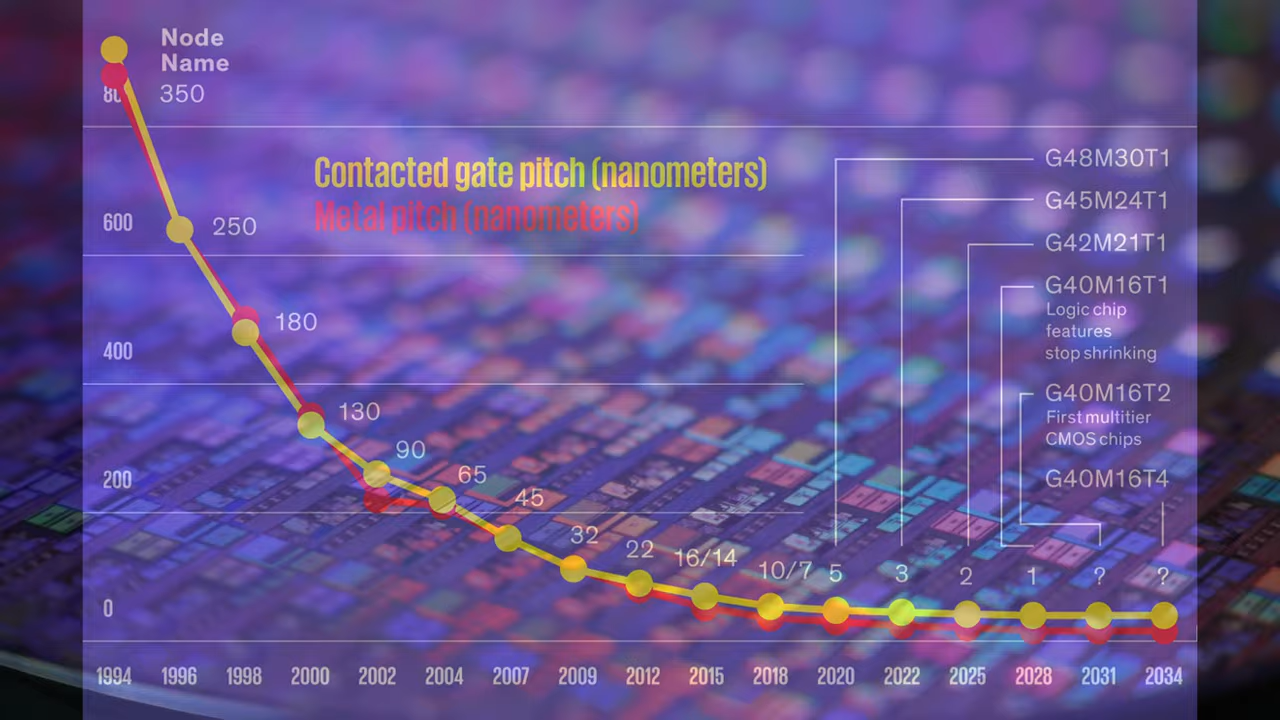 Node
Name
350
250
180
130
90
65
45
32
22
16/14
10/7
5
3
2
1
?
?
Contacted gate pitch (nanometers)
Metal pitch (nanometers)
G48M30T1
G45M24T1
G42M21T1
G40M16T1
Logic chip
features
stop shrinking
G40M16T2
First multitier
CMOS chips
G40M16T4
600
400
200
0
1994 1996 1998 2000 2002 2004 2007 2009 2012 2015 2018 2020 2022 2025 2028 2031 2034